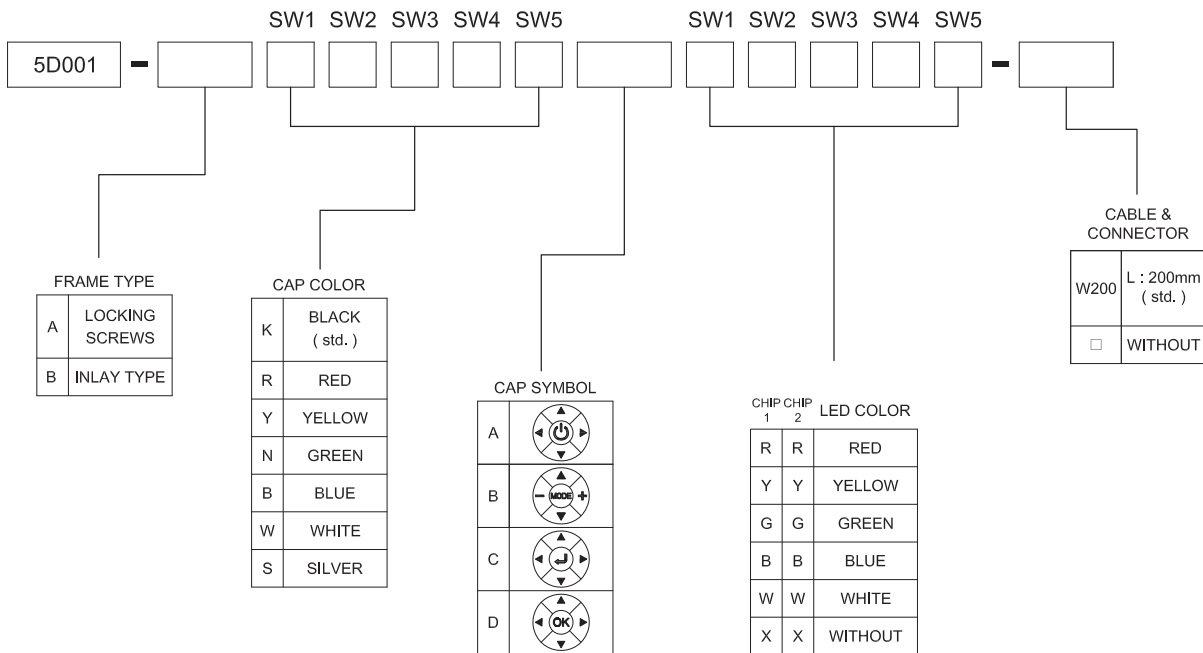 SW1 SW2 SW3 SW4 SW5 SW1 SW2 SW3 SW4 SW5
5D001 - -
FRAME TYPE
A LOCKING SCREWS
B INLAY TYPE
CAP COLOR
K BLACK ( std. )
R RED
Y YELLOW
N GREEN
B BLUE
W WHITE
S SILVER
CAP SYMBOL
A
B - MODE +
C
D OK
CHIP 1 CHIP 2 LED COLOR
R R RED
Y Y YELLOW
G G GREEN
B B BLUE
W W WHITE
X X WITHOUT
CABLE &
CONNECTOR
W200 L : 200mm ( std. )
□ WITHOUT